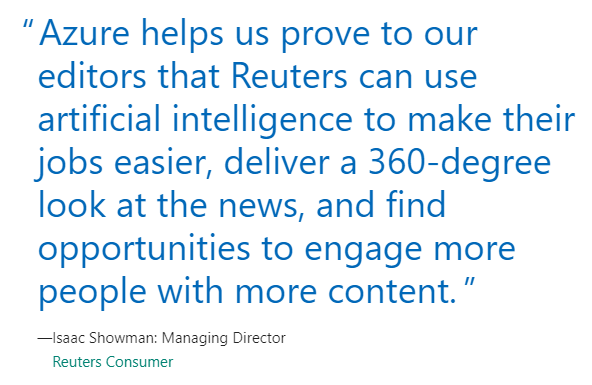 “Azure helps us prove to our
editors that Reuters can use
artificial intelligence to make their
jobs easier, deliver a 360-degree
look at the news, and find
opportunities to engage more
people with more content.”
—Isaac Showman: Managing Director
Reuters Consumer